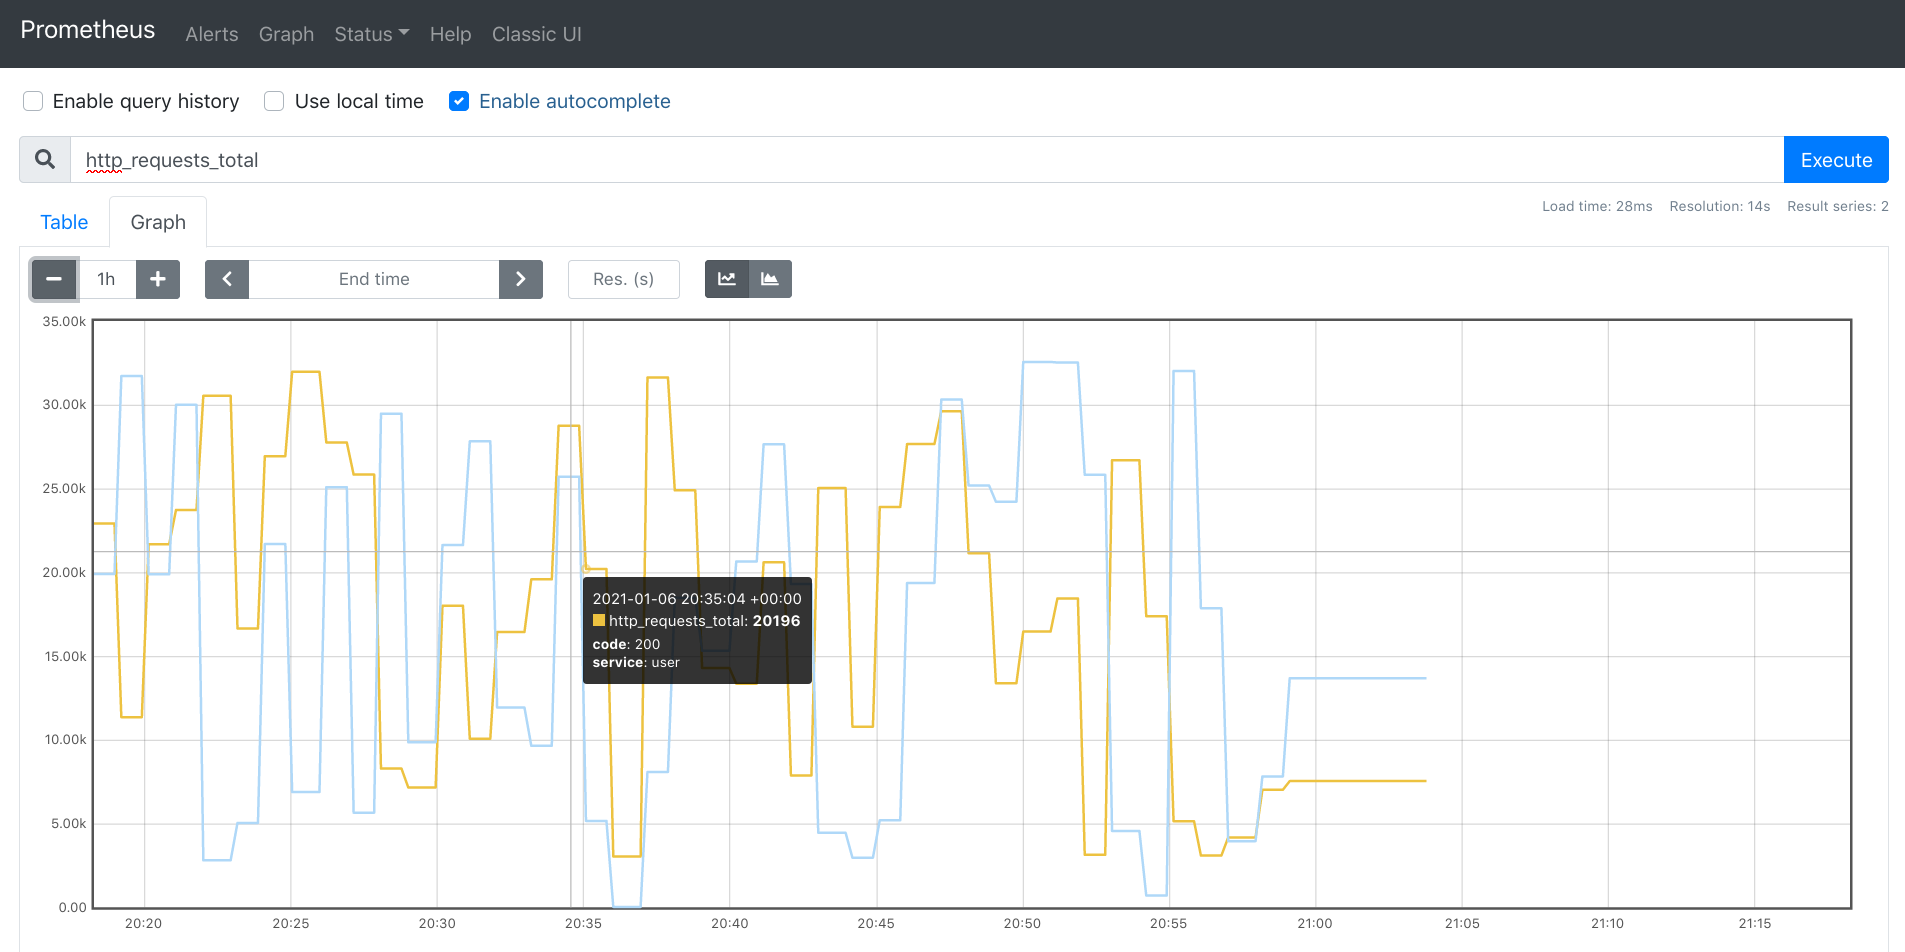 Prometheus Alerts Graph Status Help Classic UI
Enable query history Use local time Enable autocomplete
http_requests_total Execute
Table Graph Load time: 28ms Resolution: 14s Result series: 2
1h End time Res. (s)
35.00k
30.00k
25.00k
20.00k
2021-01-06 20:35:04 +00:00
http_requests_total: 20196
code: 200
service: user
15.00k
10.00k
5.00k
0.00
20:20 20:25 20:30 20:35 20:40 20:45 20:50 20:55 21:00 21:05 21:10 21:15